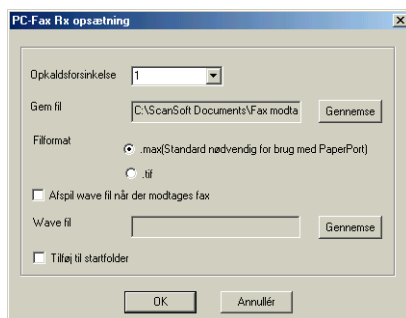 PC-Fax Rx opsætning
Opkaldsforsinkelse 1
Gem fil C:\ScanSoft Documents\Fax modta Gennemse
Filformat
.max(Standard nødvendig for brug med PaperPort)
.tif
Afspil wave fil når der modtages fax
Wave fil Gennemse
Tilføj til startfolder
OK Annullér